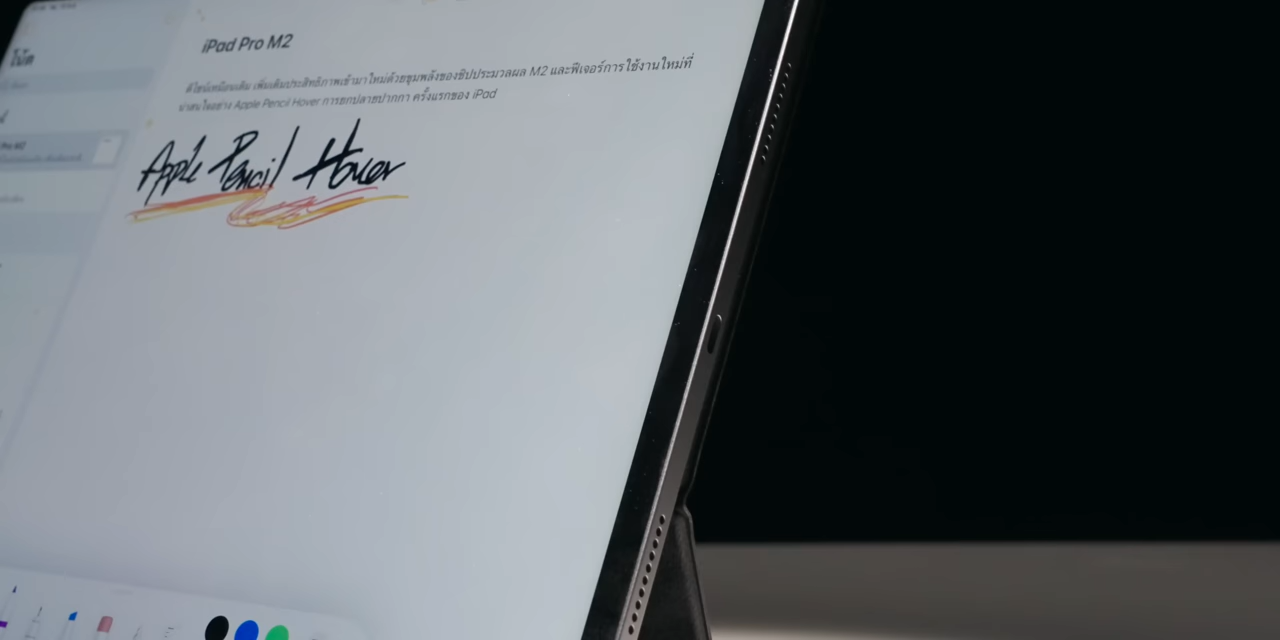 โน้ต
iPad Pro M2
ดีไซน์เหมือนเดิม เพิ่มเติมประสิทธิภาพเข้ามาใหม่ด้วยขุมพลังของชิปประมวลผล M2 และฟีเจอร์การใช้งานใหม่ที่
น่าสนใจอย่าง Apple Pencil Hover การยกปลายปากกา ครั้งแรกของ iPad
Apple Pencil Hover